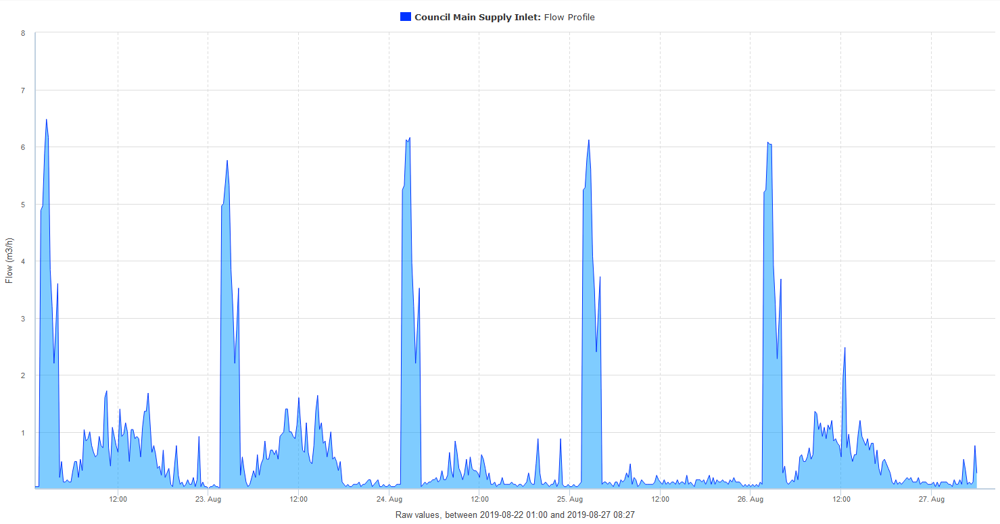 Council Main Supply Inlet: Flow Profile
8
7
6
5
4
3
2
1
Flow (m3/h)
12:00
23. Aug
12:00
24. Aug
12:00
25. Aug
12:00
26. Aug
12:00
27. Aug
Raw values, between 2019-08-22 01:00 and 2019-08-27 08:27